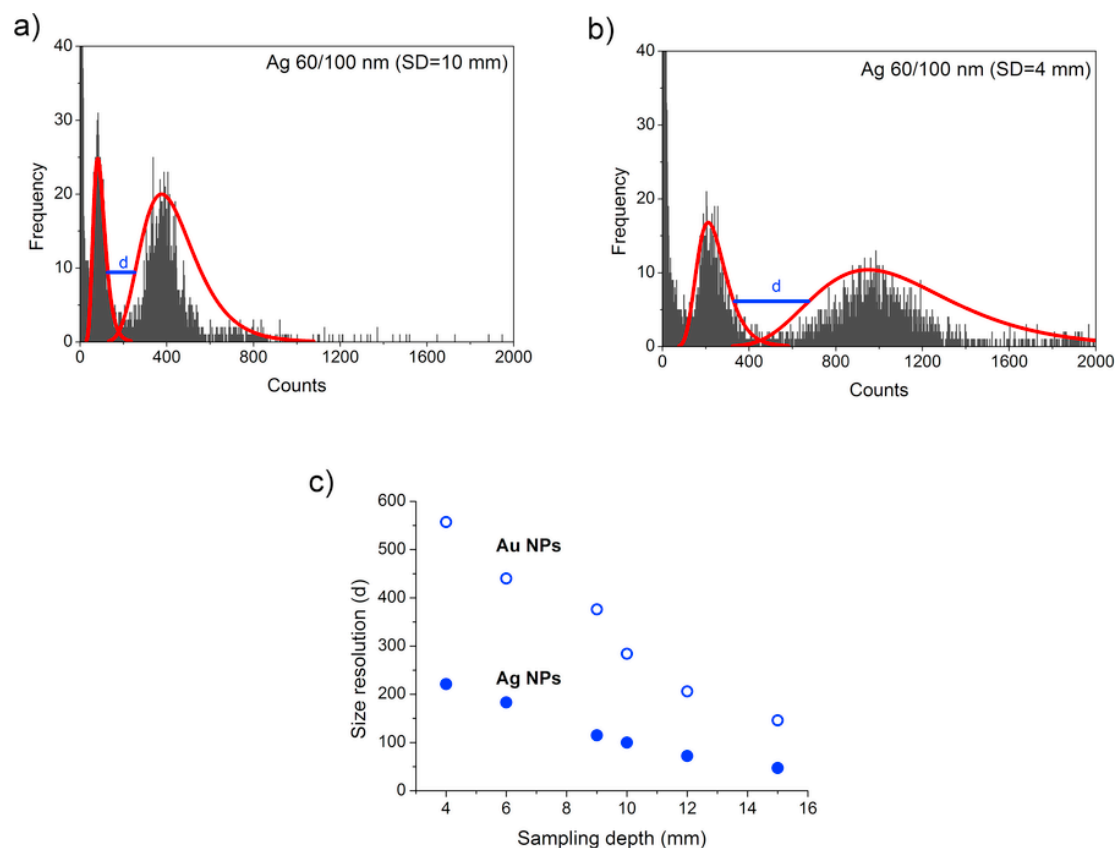 a)
Ag 60/100 nm (SD=10 mm)
40
30
20
10
0
Frequency
d
0 400 800 1200 1600 2000
Counts
b)
Ag 60/100 nm (SD=4 mm)
40
30
20
10
0
Frequency
d
0 400 800 1200 1600 2000
Counts
c)
600
500
400
300
200
100
0
Size resolution (d)
Au NPs
Ag NPs
4 6 8 10 12 14 16
Sampling depth (mm)